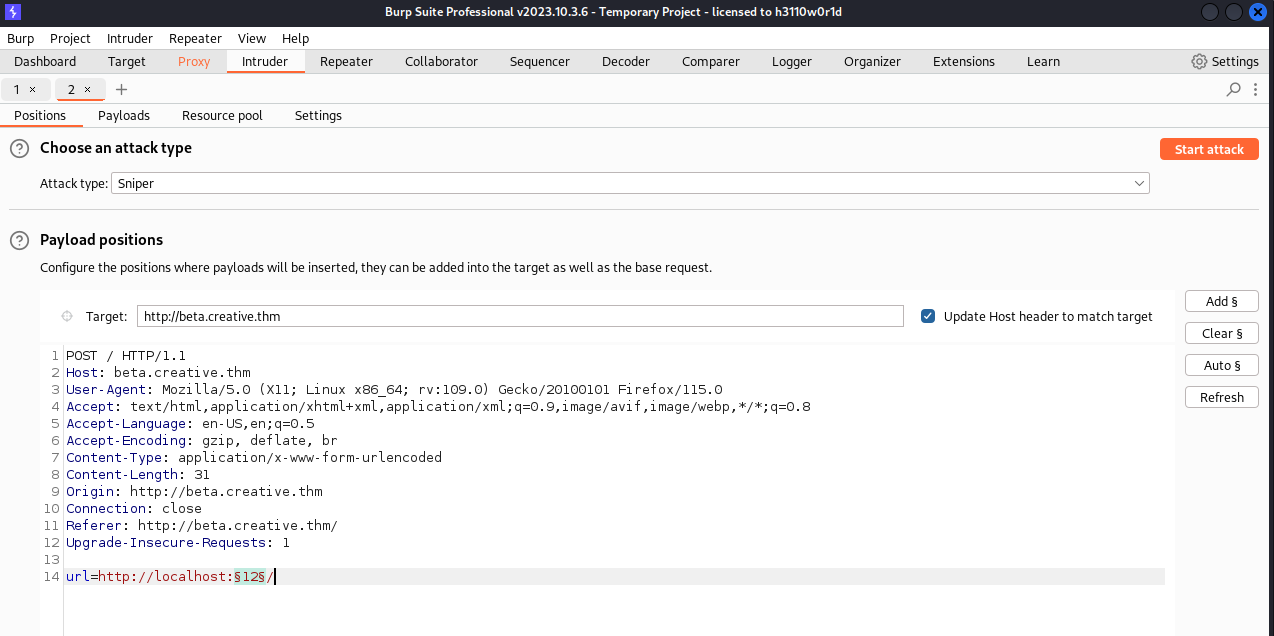 Burp Suite Professional v2023.10.3.6 - Temporary Project - licensed to h3110w0r1d
Burp Project Intruder Repeater View Help
Dashboard Target Proxy Intruder Repeater Collaborator Sequencer Decoder Comparer Logger Organizer Extensions Learn Settings
1 × 2 × +
Positions Payloads Resource pool Settings
? Choose an attack type Start attack
Attack type: Sniper
? Payload positions
Configure the positions where payloads will be inserted, they can be added into the target as well as the base request.
Target: http://beta.creative.thm Update Host header to match target
Add §
Clear §
Auto §
Refresh
1 POST / HTTP/1.1
2 Host: beta.creative.thm
3 User-Agent: Mozilla/5.0 (X11; Linux x86_64; rv:109.0) Gecko/20100101 Firefox/115.0
4 Accept: text/html,application/xhtml+xml,application/xml;q=0.9,image/avif,image/webp,*/*;q=0.8
5 Accept-Language: en-US,en;q=0.5
6 Accept-Encoding: gzip, deflate, br
7 Content-Type: application/x-www-form-urlencoded
8 Content-Length: 31
9 Origin: http://beta.creative.thm
10 Connection: close
11 Referer: http://beta.creative.thm/
12 Upgrade-Insecure-Requests: 1
13
14 url=http://localhost:§12§/